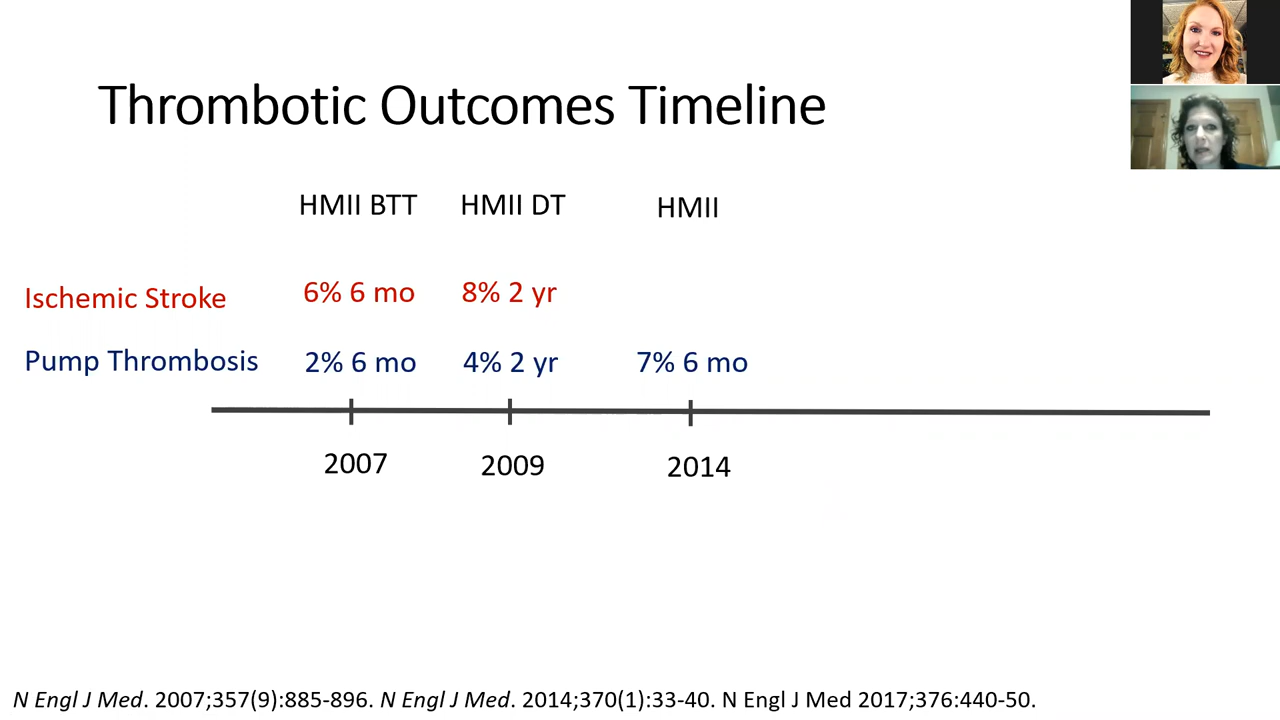 Thrombotic Outcomes Timeline
HMII BTT HMII DT HMII
Ischemic Stroke 6% 6 mo 8% 2 yr
Pump Thrombosis 2% 6 mo 4% 2 yr 7% 6 mo
2007 2009 2014
N Engl J Med. 2007;357(9):885-896. N Engl J Med. 2014;370(1):33-40. N Engl J Med 2017;376:440-50.